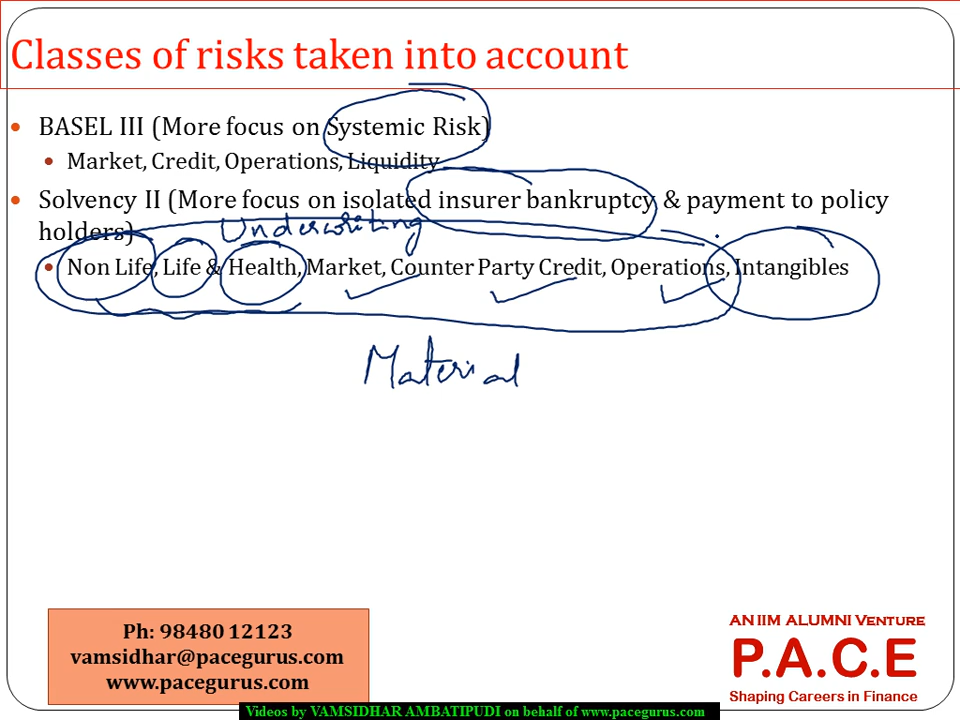 Classes of risks taken into account
• BASEL III (More focus on Systemic Risk)
• Market, Credit, Operations, Liquidity
• Solvency II (More focus on isolated insurer bankruptcy & payment to policy
holders)
Underwriting
• Non Life, Life & Health, Market, Counter Party Credit, Operations, Intangibles
Material
Ph: 98480 12123
vamsidhar@pacegurus.com
www.pacegurus.com
AN IIM ALUMNI VENTURE
P.A.C.E
Shaping Careers in Finance
Videos by VAMSIDHAR AMBATIPUDI on behalf of www.pacegurus.com